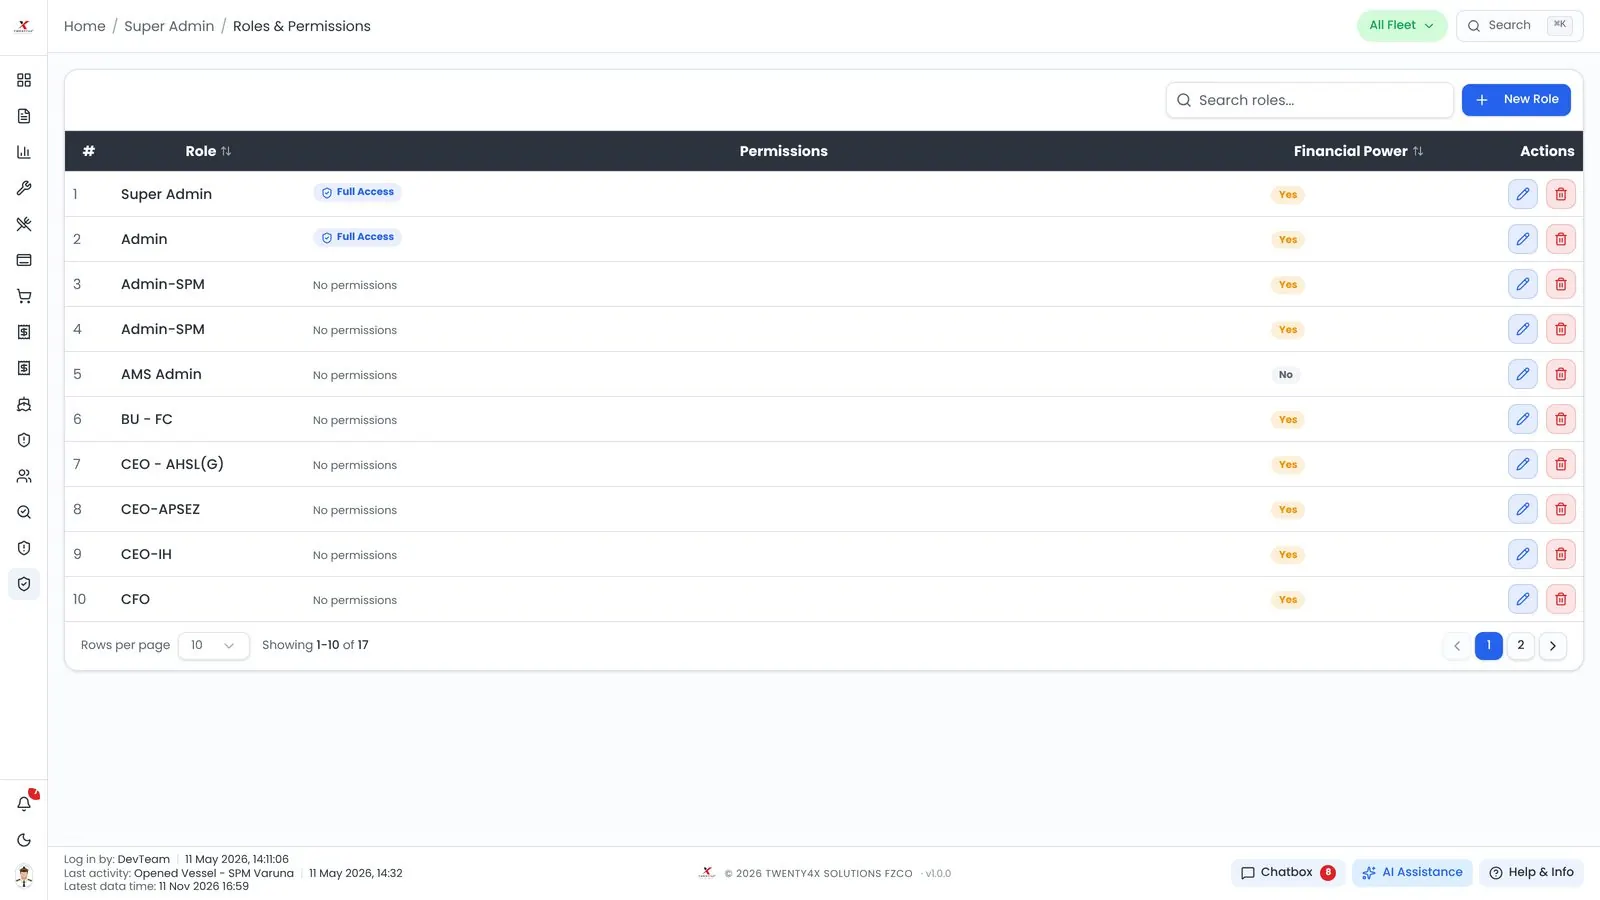 Home / Super Admin / Roles & Permissions
All Fleet
Search ⌘K
Search roles...
New Role
# Role Permissions Financial Power Actions
1 Super Admin Full Access Yes
2 Admin Full Access Yes
3 Admin-SPM No permissions Yes
4 Admin-SPM No permissions Yes
5 AMS Admin No permissions No
6 BU - FC No permissions Yes
7 CEO - AHSL(G) No permissions Yes
8 CEO-APSEZ No permissions Yes
9 CEO-IH No permissions Yes
10 CFO No permissions Yes
Rows per page 10 Showing 1-10 of 17
1 2
Log in by: DevTeam | 11 May 2026, 14:11:06
Last activity: Opened Vessel - SPM Varuna | 11 May 2026, 14:32
Latest data time: 11 Nov 2026 16:59
© 2026 TWENTY4X SOLUTIONS FZCO · v1.0.0
Chatbox 8
AI Assistance
Help & Info